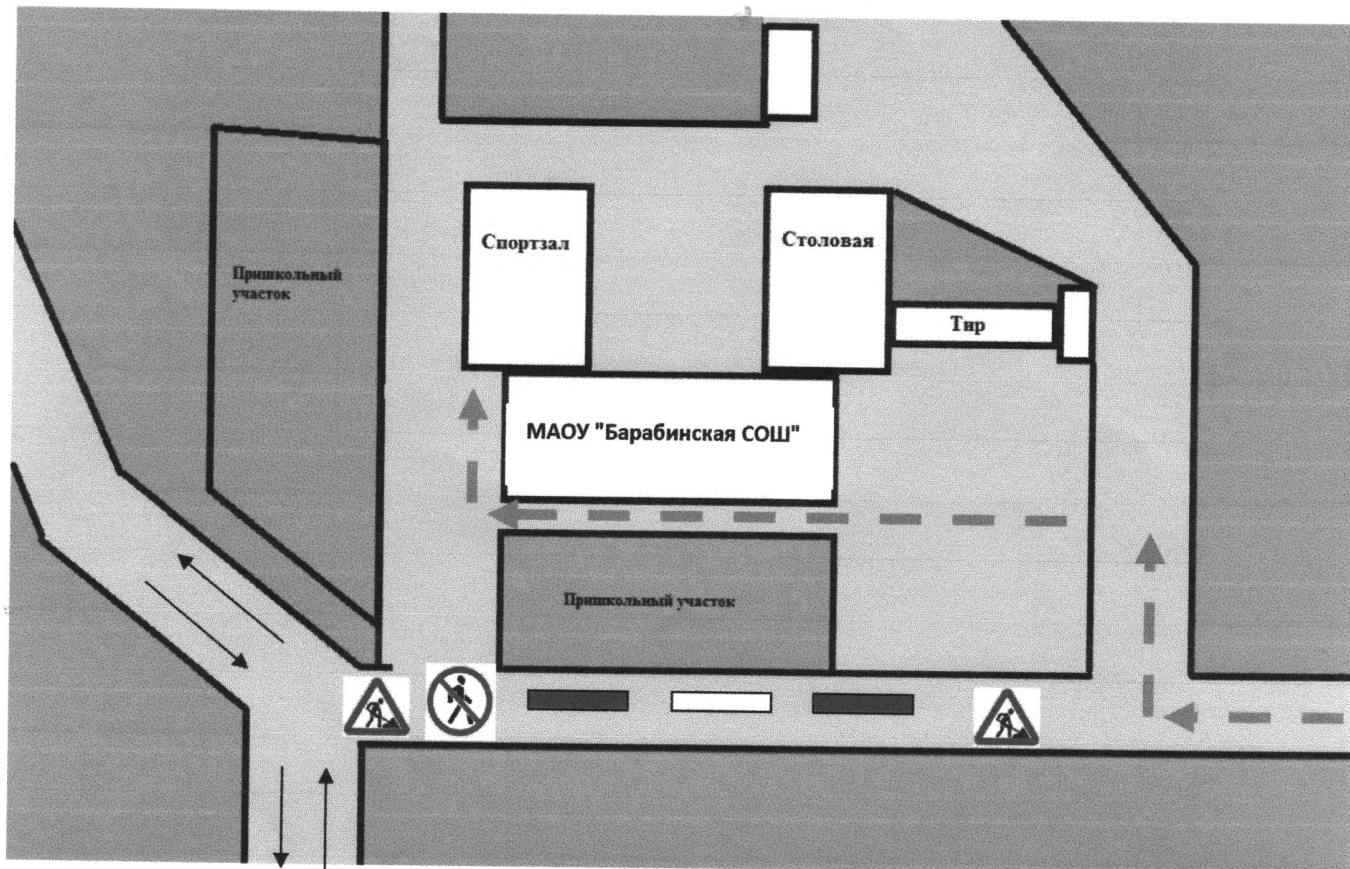 Спортзал
Столовая
Пришкольный
участок
Тир
МАОУ "Барабинская СОШ"
Пришкольный участок